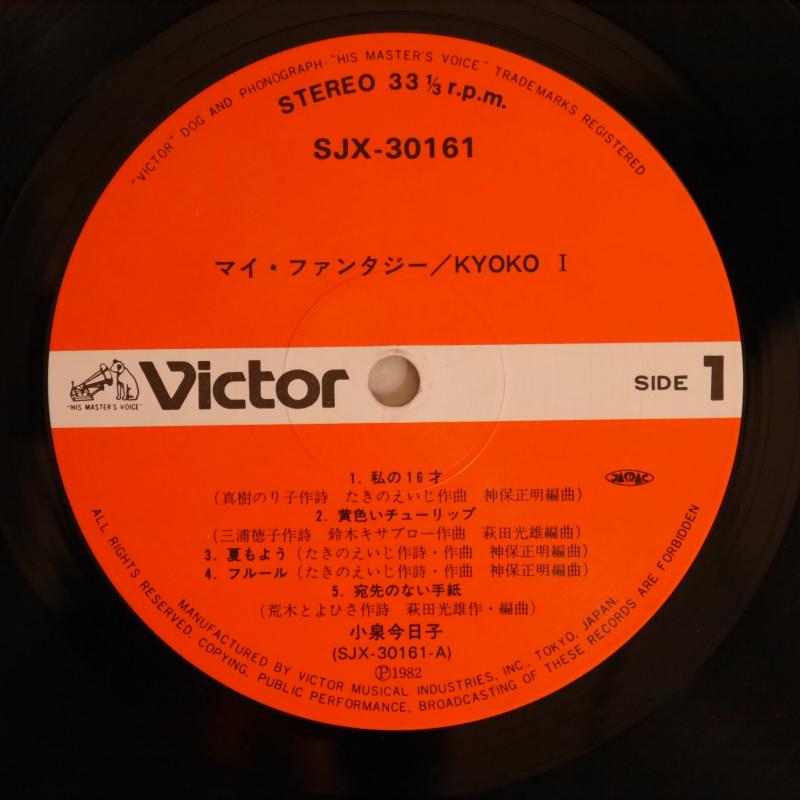 "VICTOR" DOG AND PHONOGRAPH-"HIS MASTER'S VOICE" TRADEMARKS REGISTERED
STEREO 33⅓ r.p.m.
SJX-30161
マイ・ファンタジー/KYOKO Ⅰ
"HIS MASTER'S VOICE"
Victor
SIDE 1
1. 私の16才
(真樹のり子作詩 たきのえいじ作曲 神保正明編曲)
JASRAC
2. 黄色いチューリップ
(三浦徳子作詩 鈴木キサブロー作曲 萩田光雄編曲)
3. 夏もよう (たきのえいじ作詩・作曲 神保正明編曲)
4. フルール (たきのえいじ作詩・作曲 神保正明編曲)
5. 宛先のない手紙
(荒木とよひさ作詩 萩田光雄作・編曲)
小泉今日子
(SJX-30161-A)
Ⓟ1982
MANUFACTURED BY VICTOR MUSICAL INDUSTRIES, INC., TOKYO, JAPAN.
ALL RIGHTS RESERVED, COPYING, PUBLIC PERFORMANCE, BROADCASTING OF THESE RECORDS ARE FORBIDDEN